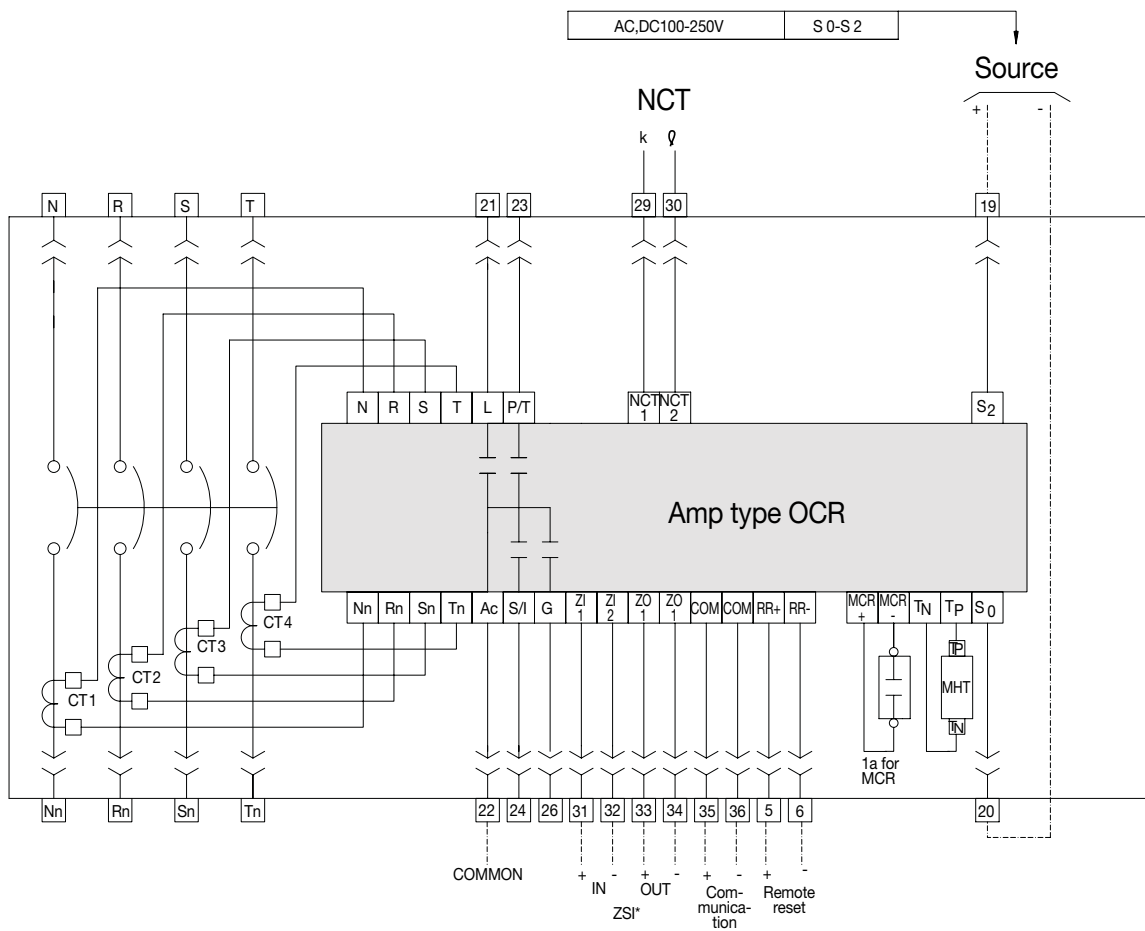 AC,DC100-250V S 0-S 2
Source
+ -
NCT
k ℓ
N R S T 21 23 29 30 19
N R S T L P/T NCT 1 NCT 2 S2
Amp type OCR
Nn Rn Sn Tn Ac S/I G ZI 1 ZI 2 ZO 1 ZO 1 COM COM RR+ RR- MCR + MCR - TN TP S0
CT4
CT3
CT2
CT1
TP
MHT
TN
1a for
MCR
Nn Rn Sn Tn 22 24 26 31 32 33 34 35 36 5 6 20
COMMON
+ - + - + - + -
IN OUT
ZSI*
Com-
munica-
tion
Remote
reset